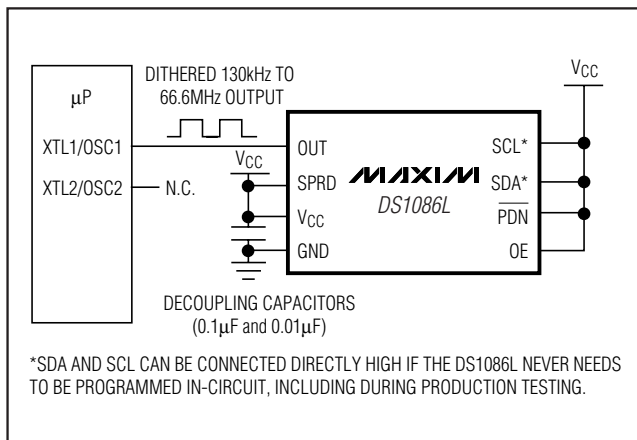 DITHERED 130kHz TO
66.6MHz OUTPUT
μP
XTL1/OSC1
XTL2/OSC2
N.C.
VCC
OUT
SPRD
VCC
GND
MAXIM
DS1086L
VCC
SCL*
SDA*
PDN
OE
DECOUPLING CAPACITORS
(0.1μF and 0.01μF)
*SDA AND SCL CAN BE CONNECTED DIRECTLY HIGH IF THE DS1086L NEVER NEEDS
TO BE PROGRAMMED IN-CIRCUIT, INCLUDING DURING PRODUCTION TESTING.